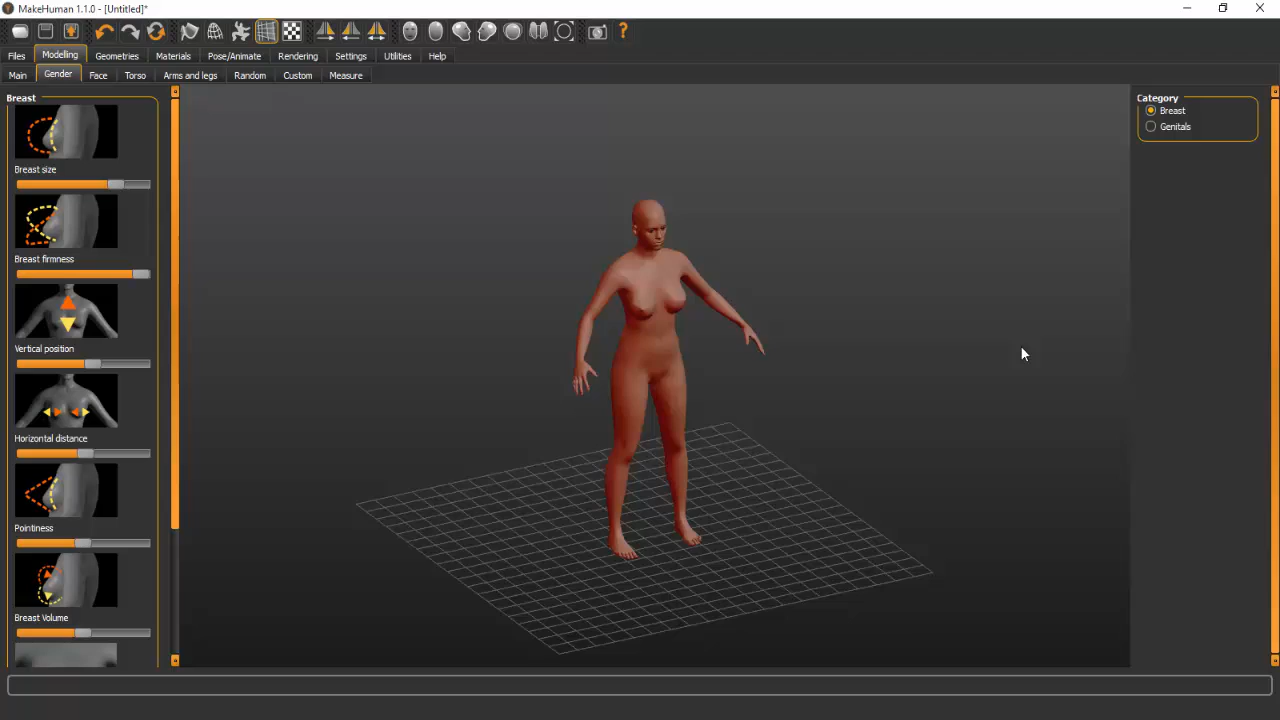 MakeHuman 1.1.0 - [Untitled]*
Files Modelling Geometries Materials Pose/Animate Rendering Settings Utilities Help
Main Gender Face Torso Arms and legs Random Custom Measure
Breast
Breast size
Breast firmness
Vertical position
Horizontal distance
Pointiness
Breast Volume
Category
Breast
Genitals